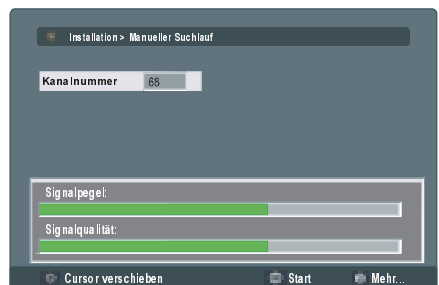 Installation > Manueller Suchlauf
Kanalnummer 68
Signalpegel:
Signalqualität:
Cursor verschieben Start Mehr...